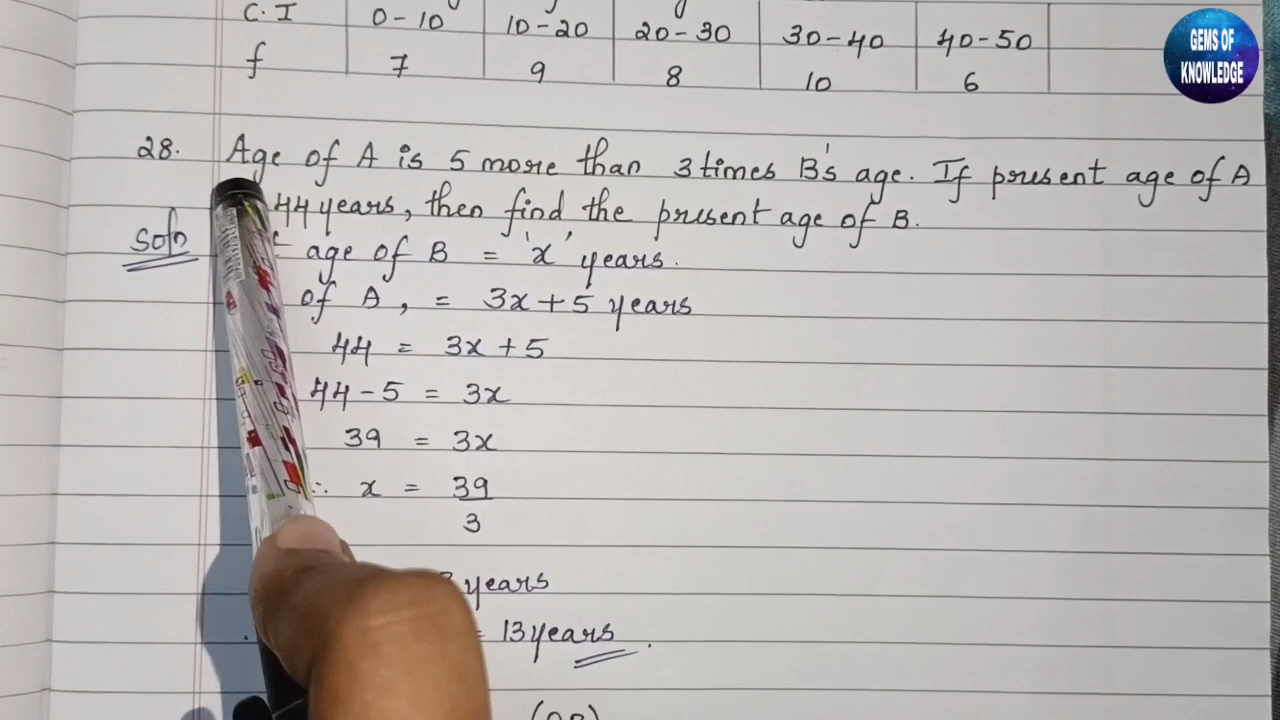 C.I 0-10 10-20 20-30 30-40 40-50
f 7 9 8 10 6
GEMS OF
KNOWLEDGE
28. Age of A is 5 more than 3 times B's age. If present age of A
44 years, then find the present age of B.
Soln age of B = 'x' years.
of A, = 3x + 5 years
44 = 3x + 5
44 - 5 = 3x
39 = 3x
∴ x = 39
3
years
= 13 years.
(OR)